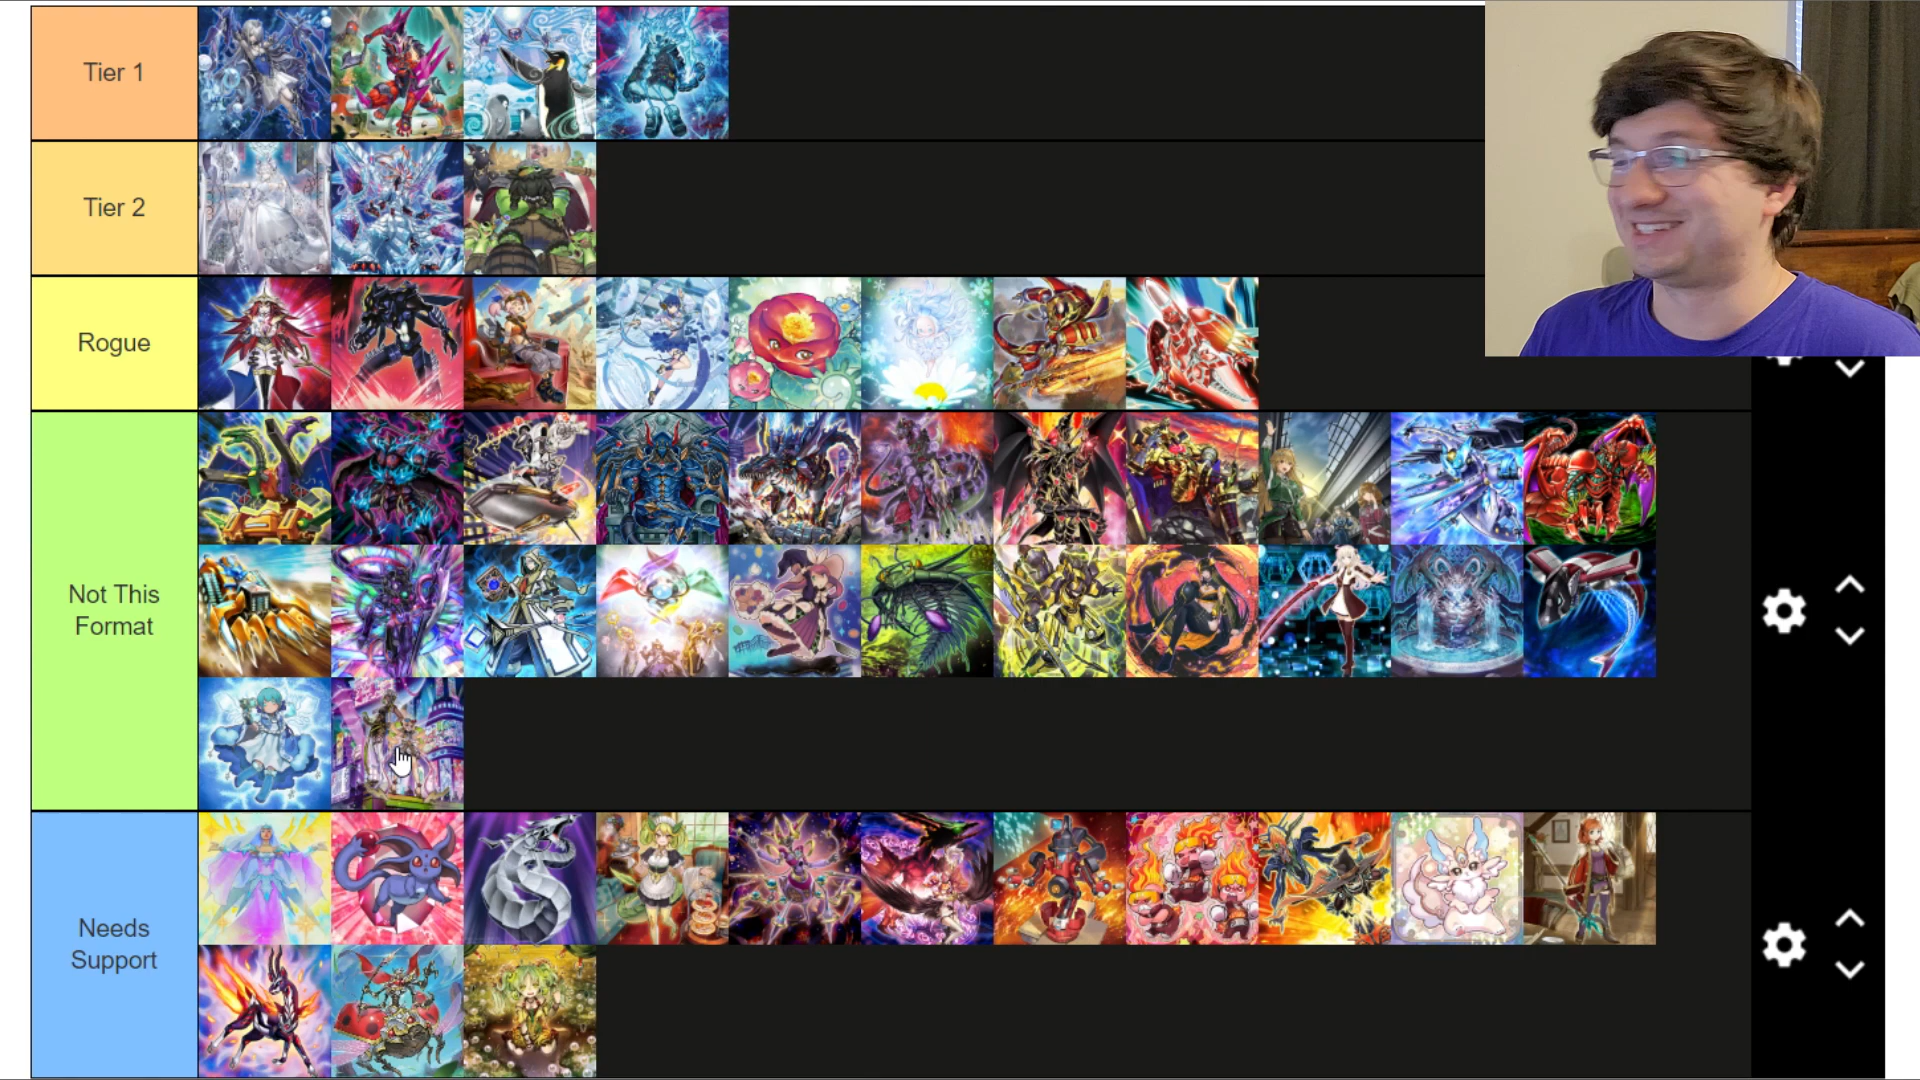 Tier 1
Tier 2
Rogue
Not This
Format
Needs
Support